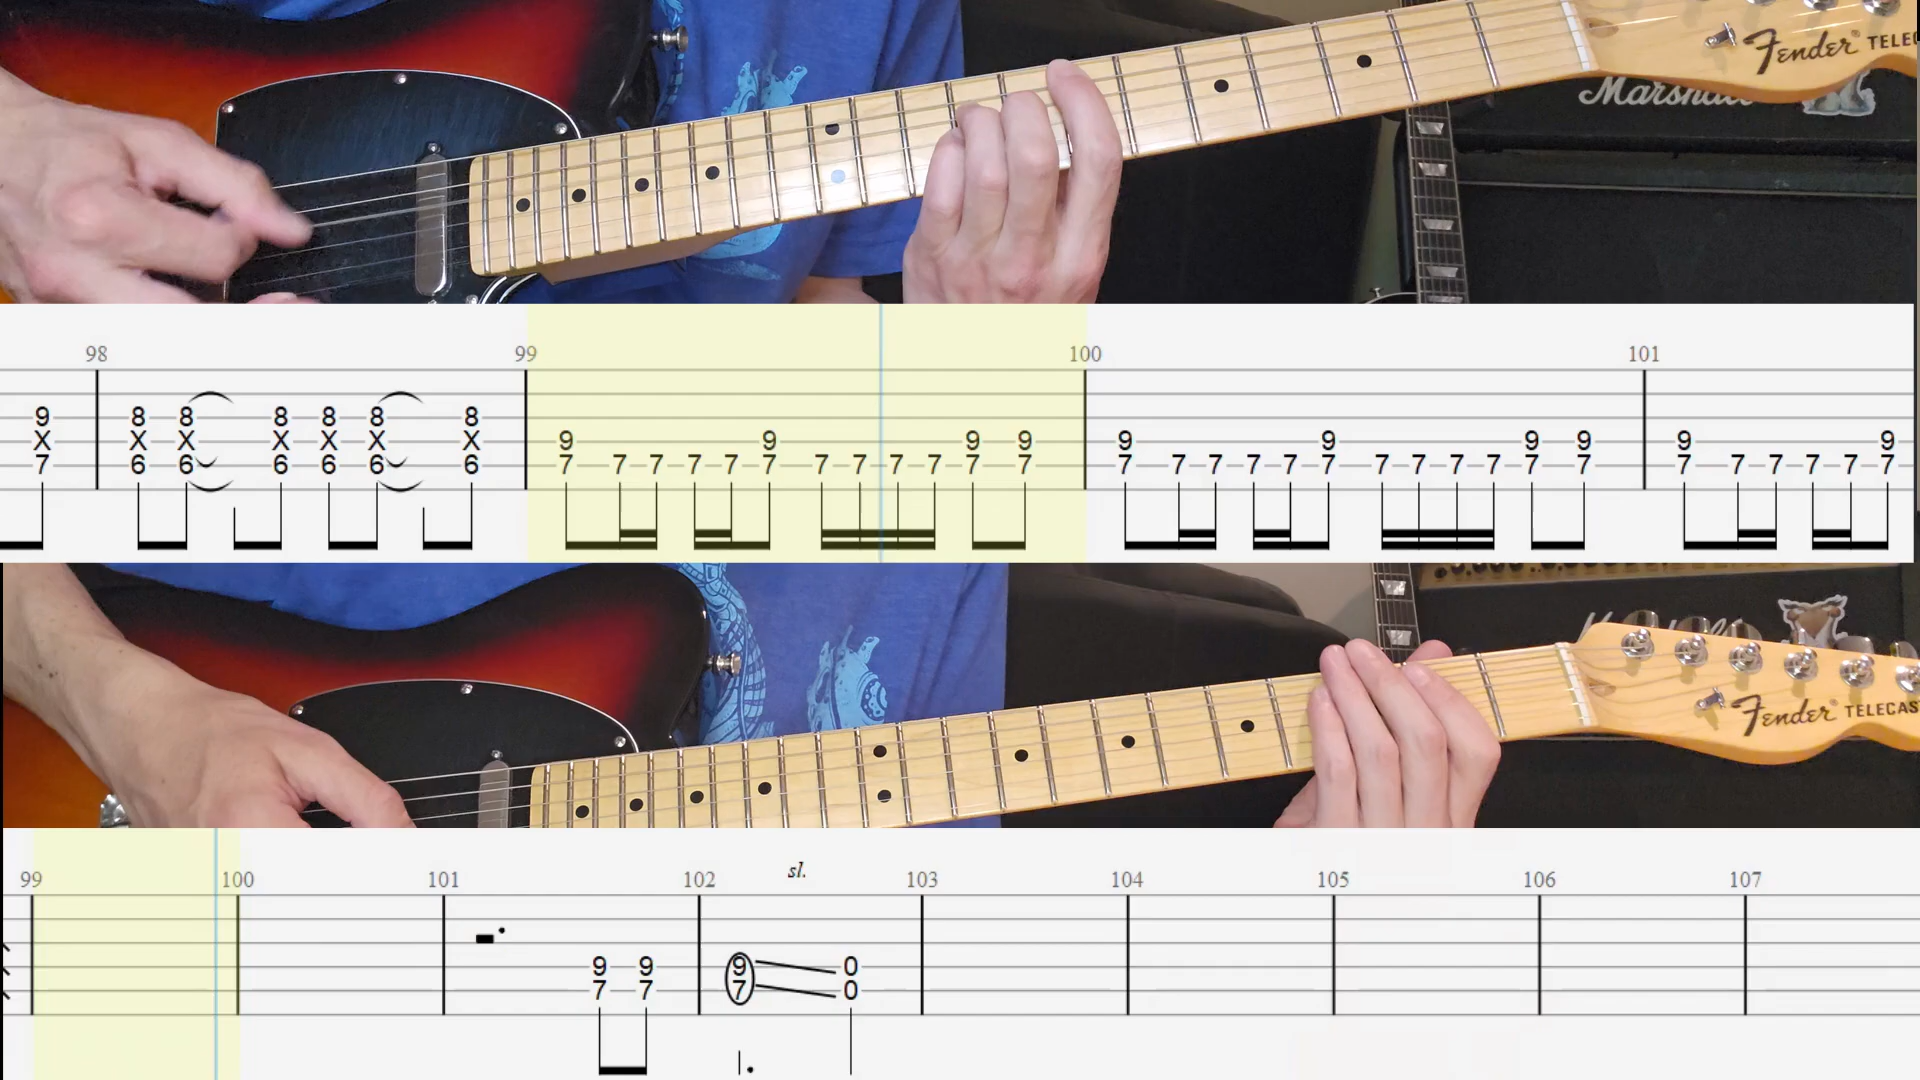 Fender TELEC
Marshall
98 99 100 101
9 8 8 8 8 8 8
X X X X X X X 9 9 9 9 9 9 9 9 9 9
7 6 6 6 6 6 6 7 7 7 7 7 7 7 7 7 7 7 7 7 7 7 7 7 7 7 7 7 7 7 7 7 7 7 7 7
Fender TELECAS
sl.
99 100 101 102 103 104 105 106 107
9 9 9 0
7 7 7 0